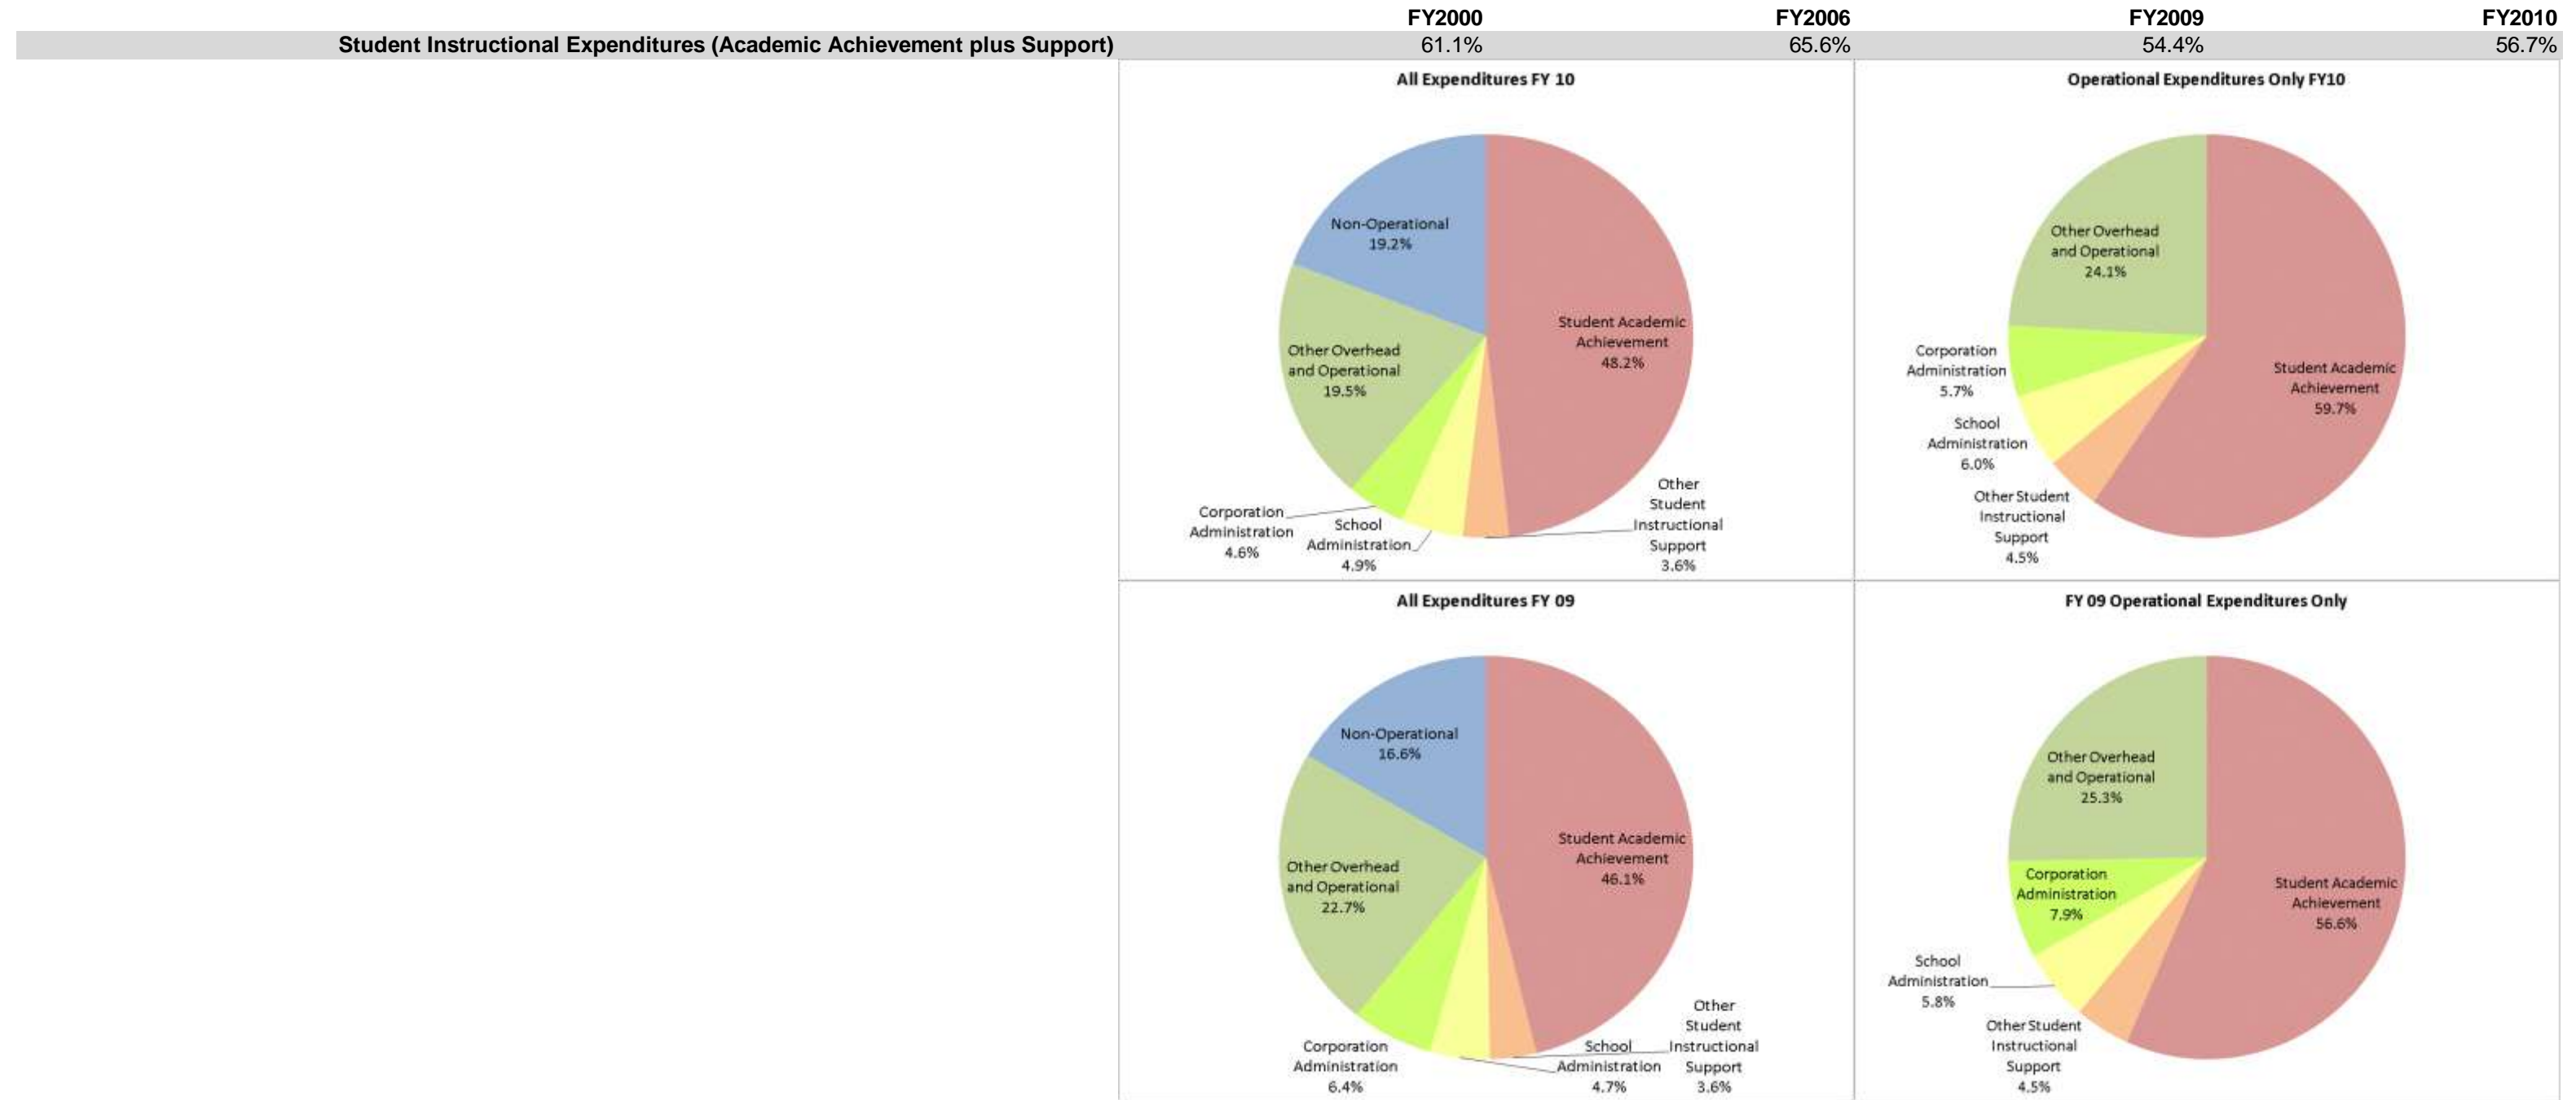 FY2000 FY2006 FY2009 FY2010
Student Instructional Expenditures (Academic Achievement plus Support) 61.1% 65.6% 54.4% 56.7%
All Expenditures FY 10
Non-Operational
19.2%
Student Academic
Achievement
48.2%
Other Overhead
and Operational
19.5%
Corporation
Administration
4.6%
School
Administration
4.9%
Other
Student
Instructional
Support
3.6%
Operational Expenditures Only FY10
Other Overhead
and Operational
24.1%
Corporation
Administration
5.7%
Student Academic
Achievement
59.7%
School
Administration
6.0%
Other Student
Instructional
Support
4.5%
All Expenditures FY 09
Non-Operational
16.6%
Student Academic
Achievement
46.1%
Other Overhead
and Operational
22.7%
Corporation
Administration
6.4%
School
Administration
4.7%
Other
Student
Instructional
Support
3.6%
FY 09 Operational Expenditures Only
Other Overhead
and Operational
25.3%
Corporation
Administration
7.9%
Student Academic
Achievement
56.6%
School
Administration
5.8%
Other Student
Instructional
Support
4.5%